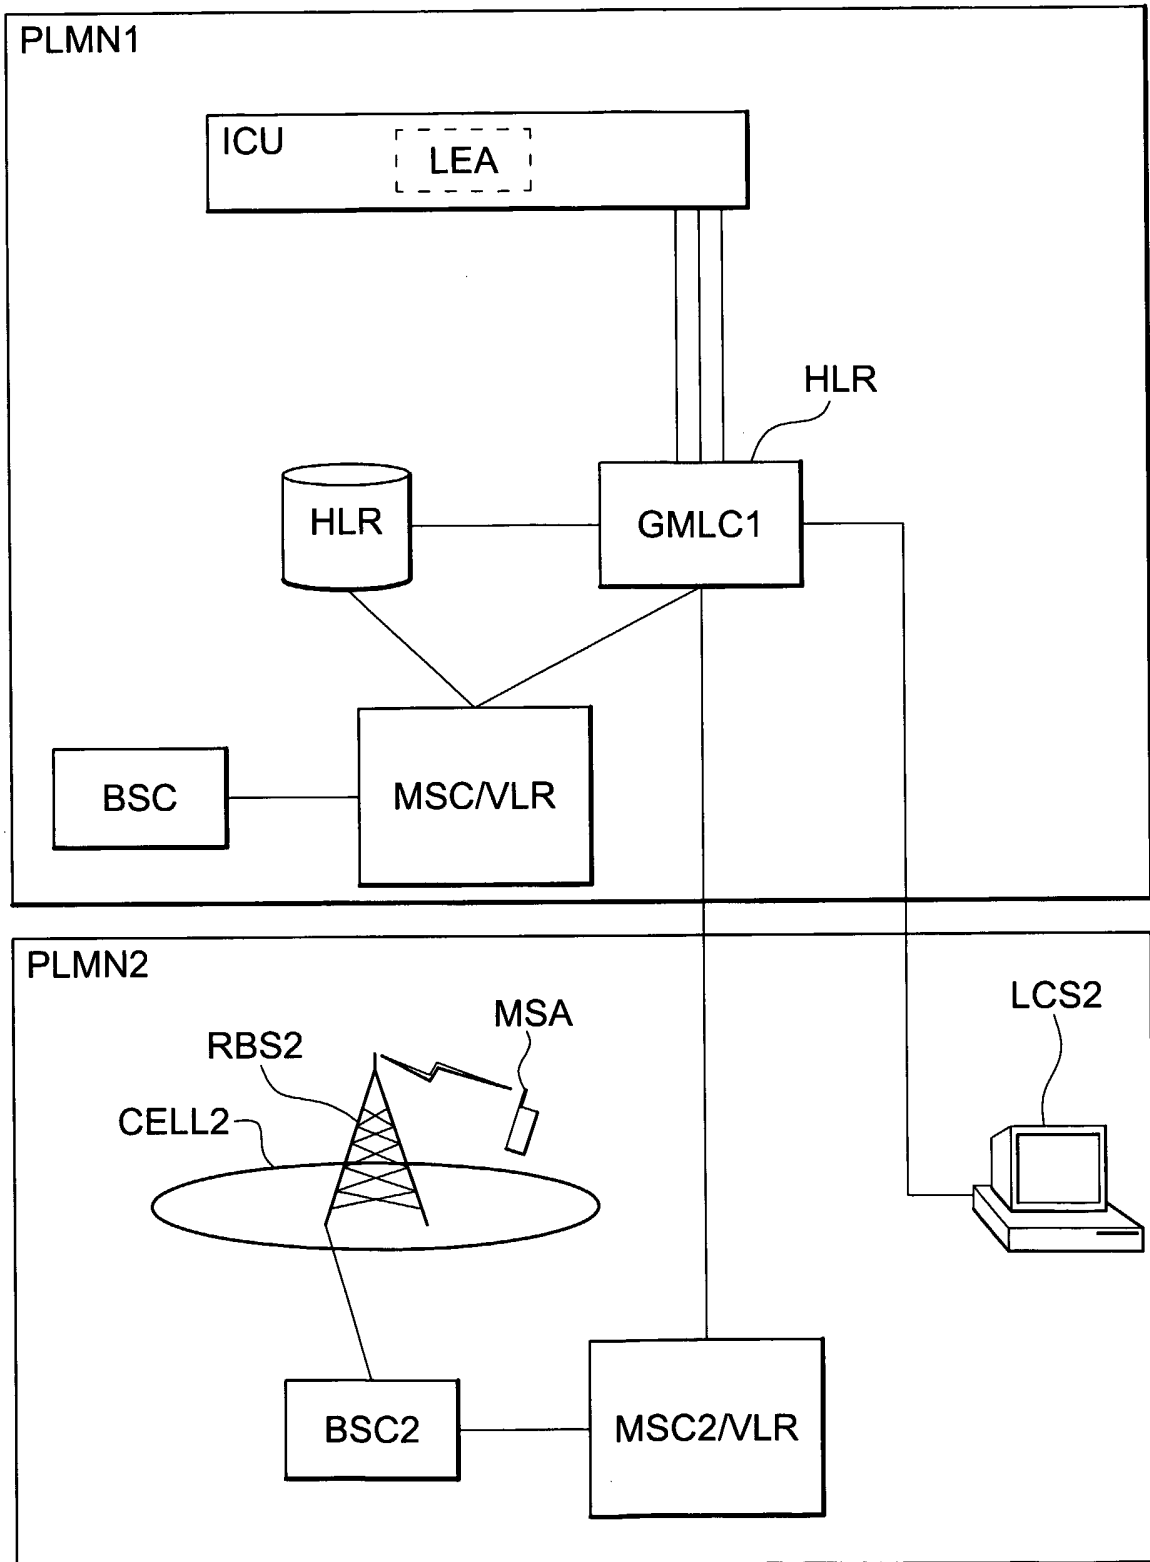 PLMN1
ICU
LEA
HLR
HLR
GMLC1
BSC
MSC/VLR
PLMN2
LCS2
MSA
RBS2
CELL2
BSC2
MSC2/VLR